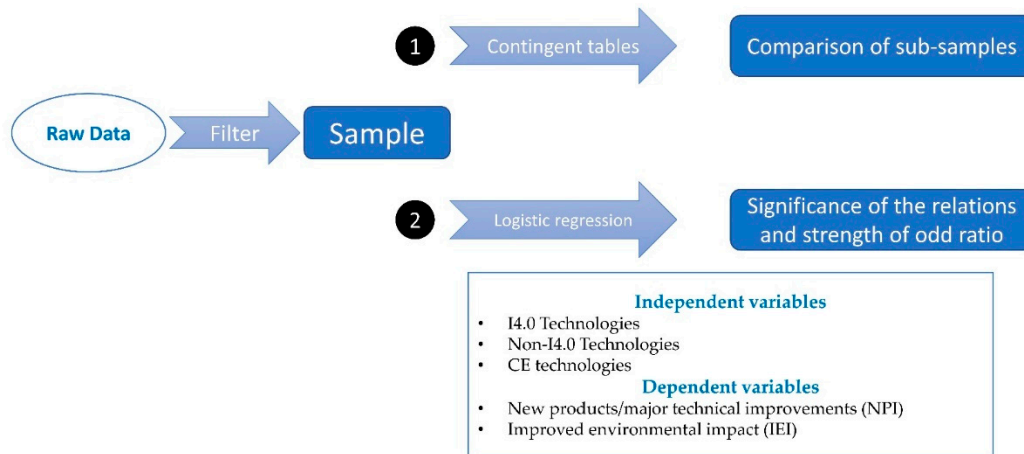 1
Contingent tables
Comparison of sub-samples
Raw Data
Filter
Sample
2
Logistic regression
Significance of the relations
and strength of odd ratio
Independent variables
• I4.0 Technologies
• Non-I4.0 Technologies
• CE technologies
Dependent variables
• New products/major technical improvements (NPI)
• Improved environmental impact (IEI)